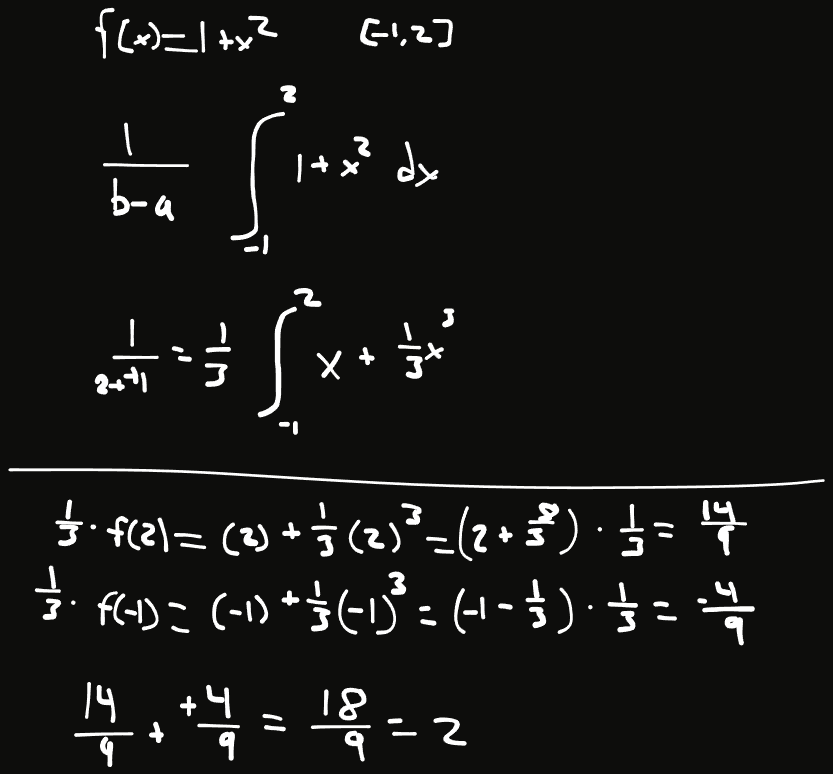 f(x)=1+x² [-1,2]
1/(b-a) ∫_{-1}^{2} 1+x² dx
1/(2++1) = 1/3 ∫_{-1}^{2} x + 1/3 x³
1/3 · f(2) = (2) + 1/3 (2)³ = (2 + 8/3) · 1/3 = 14/9
1/3 · f(-1) = (-1) + 1/3 (-1)³ = (-1 - 1/3) · 1/3 = -4/9
14/9 + +4/9 = 18/9 = 2